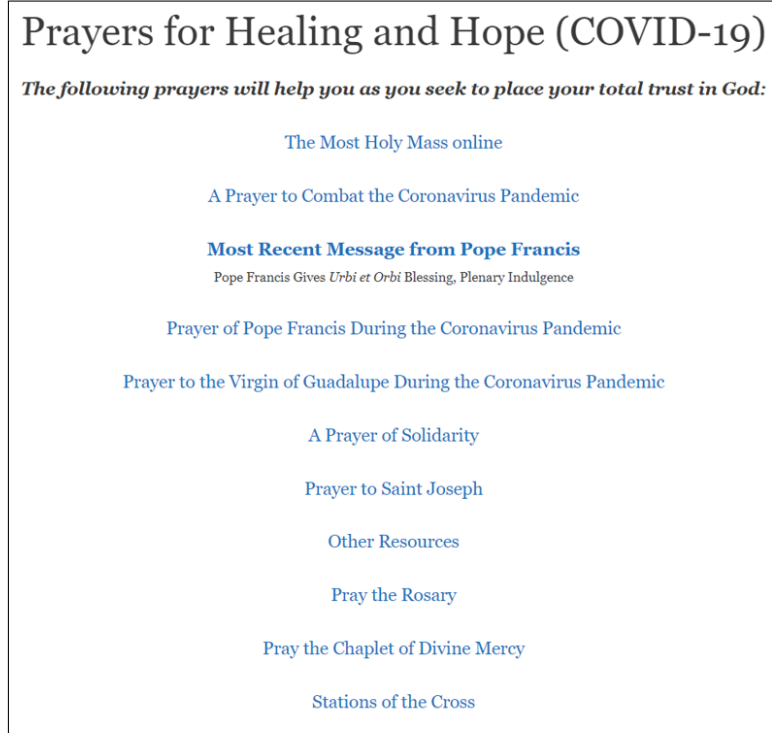 Prayers for Healing and Hope (COVID-19)
The following prayers will help you as you seek to place your total trust in God:
The Most Holy Mass online
A Prayer to Combat the Coronavirus Pandemic
Most Recent Message from Pope Francis
Pope Francis Gives Urbi et Orbi Blessing, Plenary Indulgence
Prayer of Pope Francis During the Coronavirus Pandemic
Prayer to the Virgin of Guadalupe During the Coronavirus Pandemic
A Prayer of Solidarity
Prayer to Saint Joseph
Other Resources
Pray the Rosary
Pray the Chaplet of Divine Mercy
Stations of the Cross